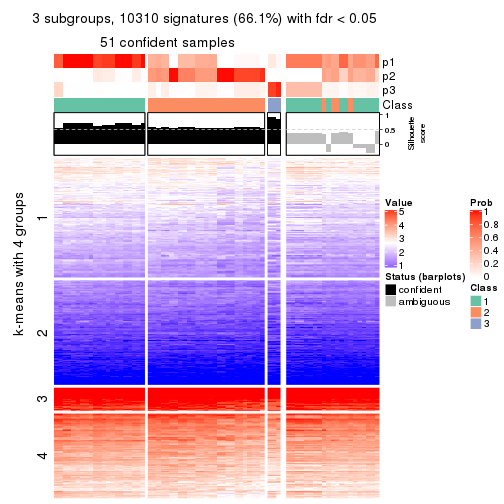 3 subgroups, 10310 signatures (66.1%) with fdr < 0.05
51 confident samples
p1
p2
p3
Class
1
0.5
0
Silhouette
score
k-means with 4 groups
1
2
3
4
Value
5
4
3
2
1
Status (barplots)
confident
ambiguous
Prob
1
0.8
0.6
0.4
0.2
0
Class
1
2
3